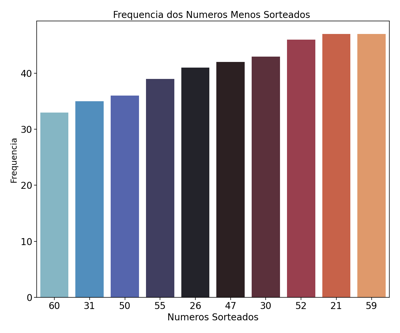 Frequencia dos Numeros Menos Sorteados
Frequencia
40
30
20
10
0
60 31 50 55 26 47 30 52 21 59
Numeros Sorteados